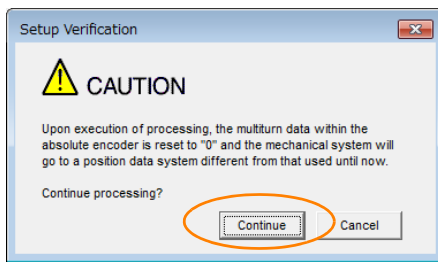 Setup Verification
CAUTION
Upon execution of processing, the multiturn data within the
absolute encoder is reset to "0" and the mechanical system will
go to a position data system different from that used until now.
Continue processing?
Continue Cancel